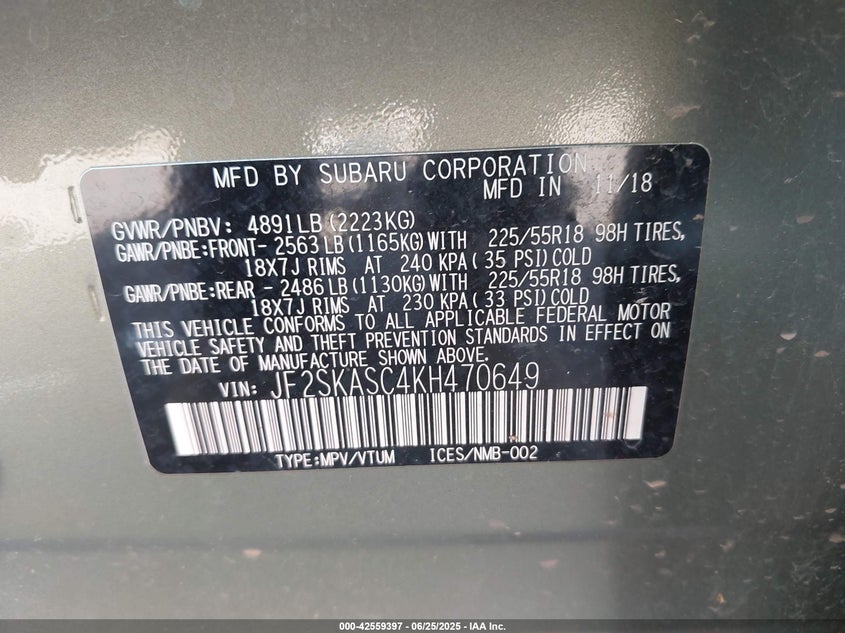 MFD BY SUBARU CORPORATION
MFD IN 11/18
GVWR/PNBV: 4891LB(2223KG)
GAWR/PNBE:FRONT- 2563LB(1165KG)WITH 225/55R18 98H TIRES,
18X7J RIMS AT 240 KPA(35 PSI)COLD
GAWR/PNBE:REAR - 2486LB(1130KG)WITH 225/55R18 98H TIRES,
18X7J RIMS AT 230 KPA(33 PSI)COLD
THIS VEHICLE CONFORMS TO ALL APPLICABLE FEDERAL MOTOR
VEHICLE SAFETY AND THEFT PREVENTION STANDARDS IN EFFECT ON
THE DATE OF MANUFACTURE SHOWN ABOVE.
VIN: JF2SKASC4KH470649
TYPE:MPV/VTUM ICES/NMB-002
000-42559397 - 06/25/2025 - IAA Inc.